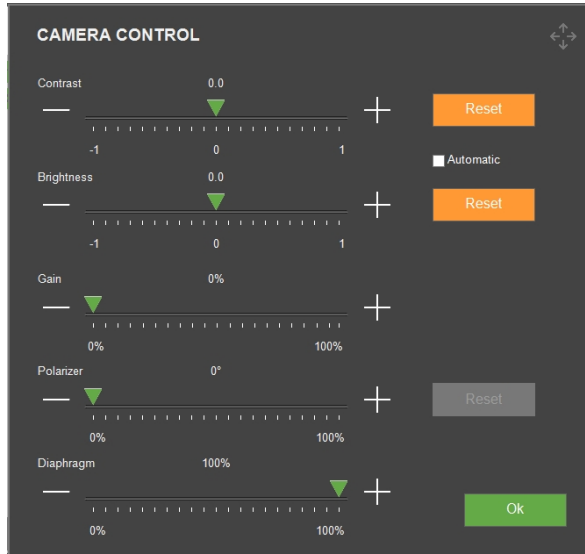 CAMERA CONTROL
Contrast 0.0
Reset
-1 0 1
Automatic
Brightness 0.0
Reset
-1 0 1
Gain 0%
0% 100%
Polarizer 0°
Reset
0% 100%
Diaphragm 100%
Ok
0% 100%